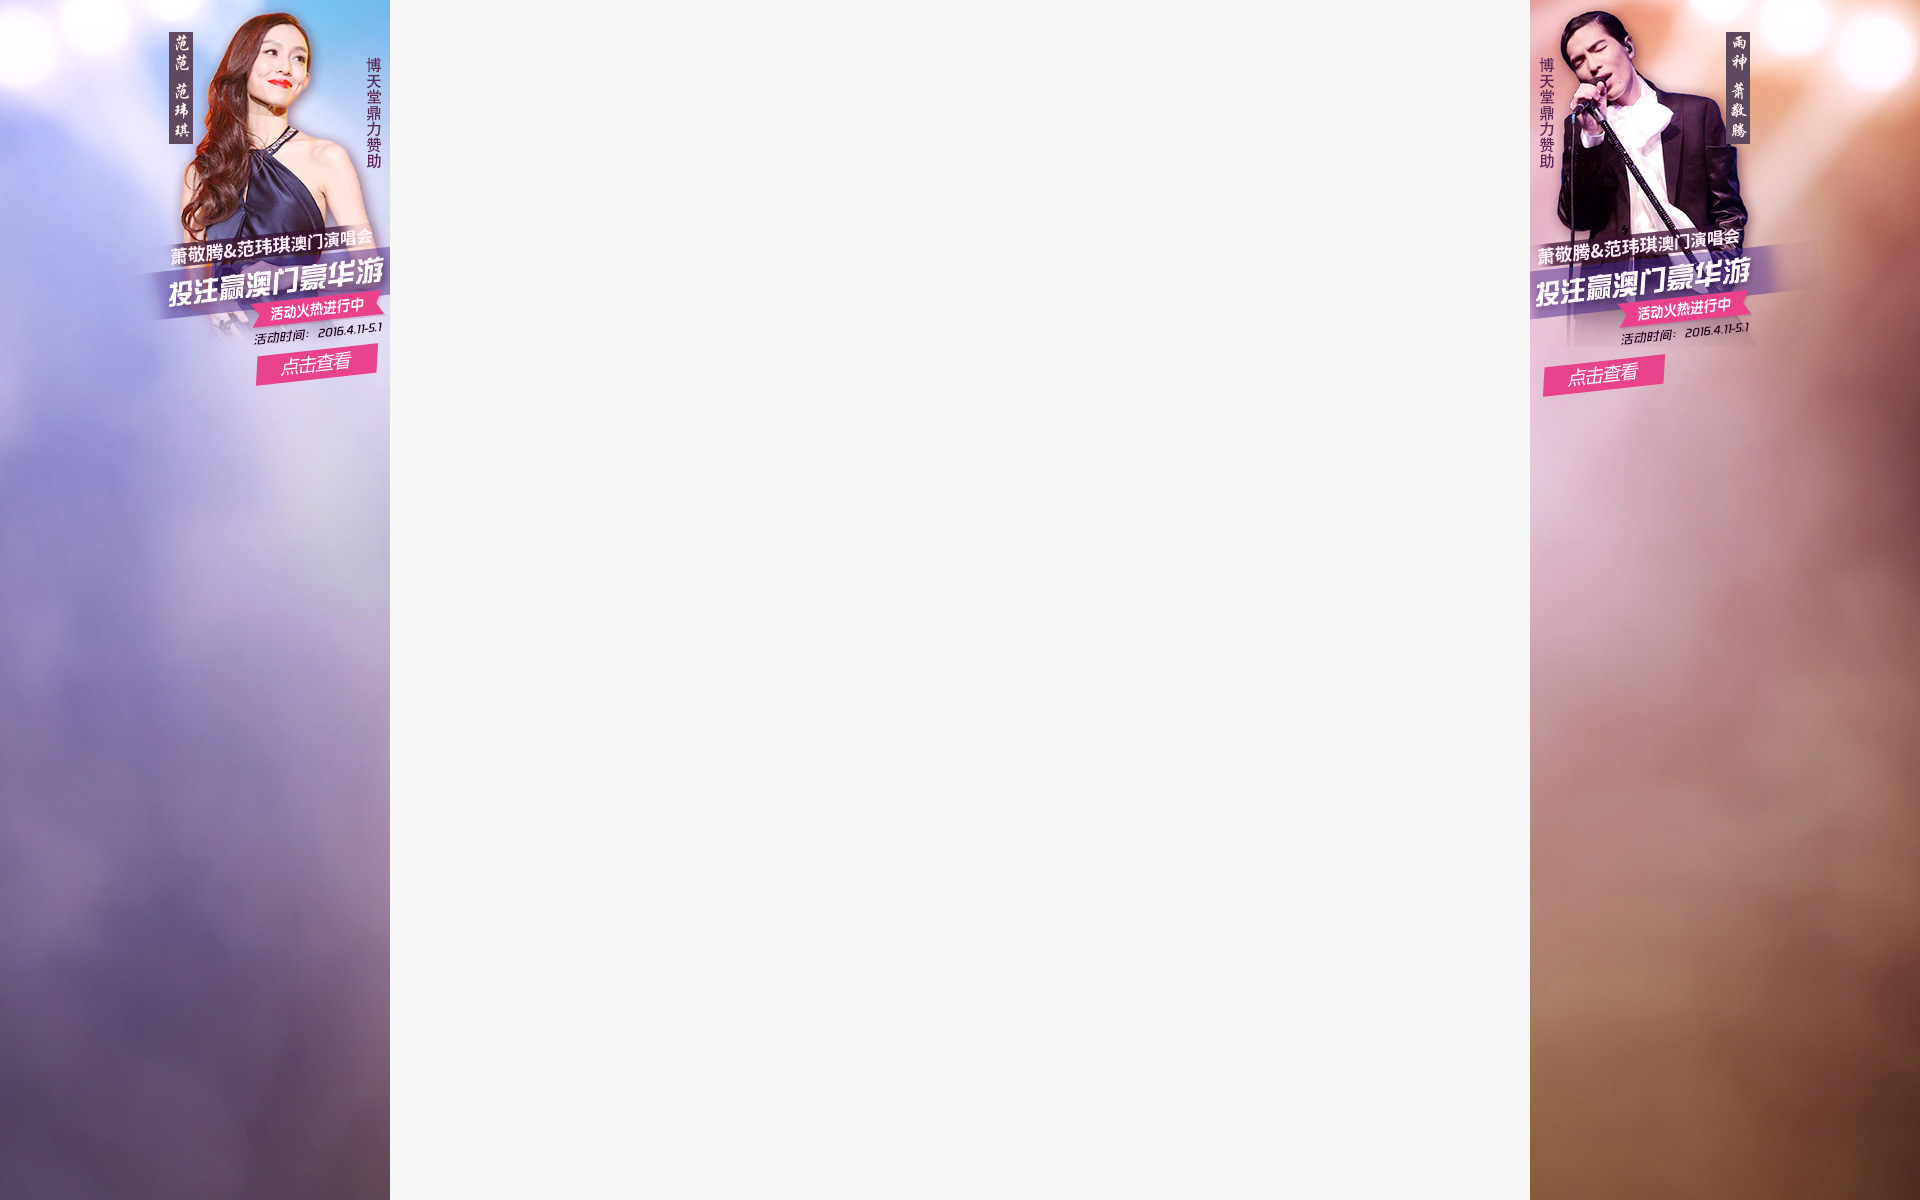 范范 范玮琪
博天堂鼎力赞助
萧敬腾&范玮琪澳门演唱会
投注赢澳门豪华游
活动火热进行中
活动时间：2016.4.11-5.1
点击查看
雨神 萧敬腾
博天堂鼎力赞助
萧敬腾&范玮琪澳门演唱会
投注赢澳门豪华游
活动火热进行中
活动时间：2016.4.11-5.1
点击查看